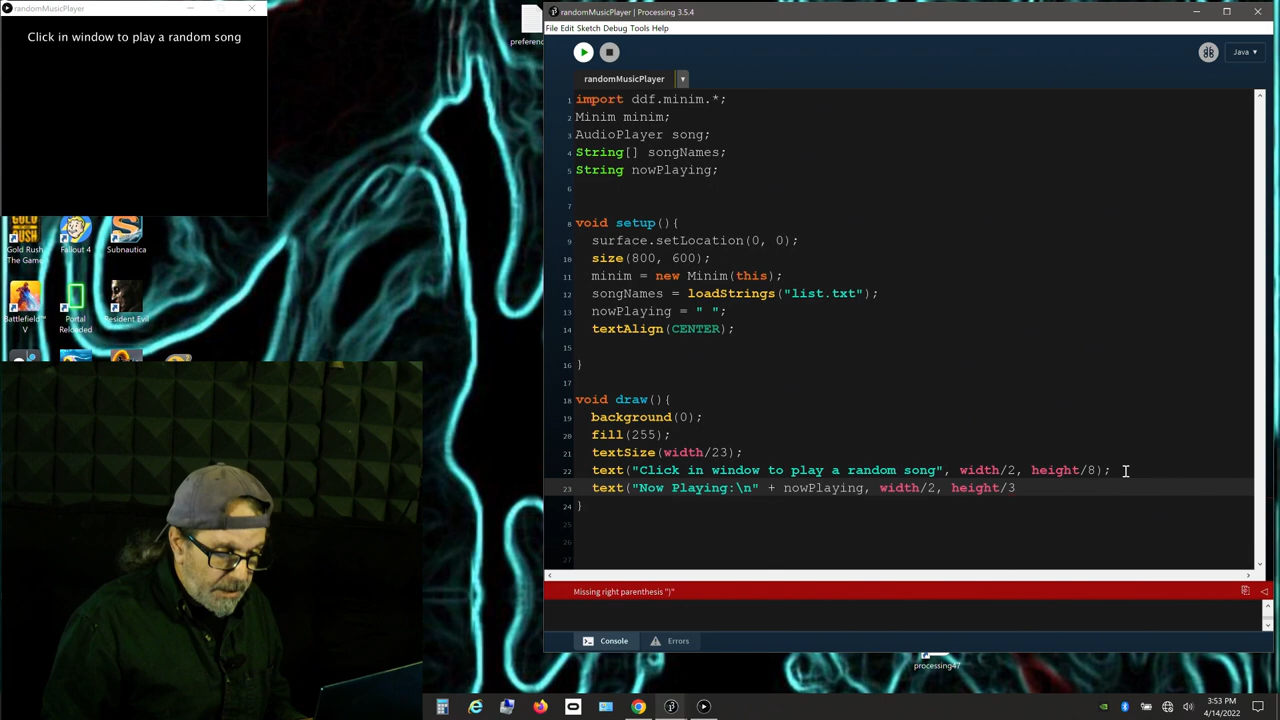 randomMusicPlayer
Click in window to play a random song
preferenc
Gold Rush
The Game
Fallout 4
Subnautica
Battlefield™
V
Portal
Reloaded
Resident Evil
randomMusicPlayer | Processing 3.5.4
File Edit Sketch Debug Tools Help
Java ▾
randomMusicPlayer
1 import ddf.minim.*;
2 Minim minim;
3 AudioPlayer song;
4 String[] songNames;
5 String nowPlaying;
6
7
8 void setup(){
9 surface.setLocation(0, 0);
10 size(800, 600);
11 minim = new Minim(this);
12 songNames = loadStrings("list.txt");
13 nowPlaying = " ";
14 textAlign(CENTER);
15
16 }
17
18 void draw(){
19 background(0);
20 fill(255);
21 textSize(width/23);
22 text("Click in window to play a random song", width/2, height/8);
23 text("Now Playing:\n" + nowPlaying, width/2, height/3
24 }
25
26
27
Missing right parenthesis ")"
Console
Errors
processing47
3:53 PM
4/14/2022